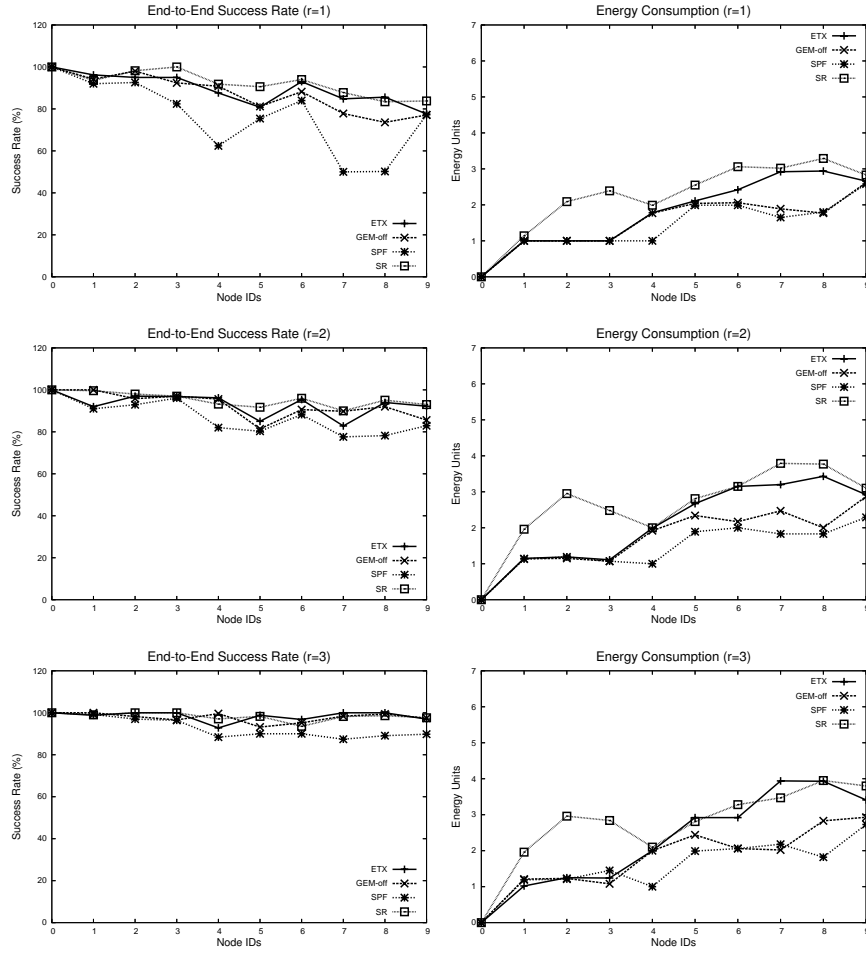 End-to-End Success Rate (r=1)
120
100
80
60
40
20
0
Success Rate (%)
ETX
GEM-off
SPF
SR
0 1 2 3 4 5 6 7 8 9
Node IDs
Energy Consumption (r=1)
7
6
5
4
3
2
1
0
Energy Units
ETX
GEM-off
SPF
SR
0 1 2 3 4 5 6 7 8 9
Node IDs
End-to-End Success Rate (r=2)
120
100
80
60
40
20
0
Success Rate (%)
ETX
GEM-off
SPF
SR
0 1 2 3 4 5 6 7 8 9
Node IDs
Energy Consumption (r=2)
7
6
5
4
3
2
1
0
Energy Units
ETX
GEM-off
SPF
SR
0 1 2 3 4 5 6 7 8 9
Node IDs
End-to-End Success Rate (r=3)
120
100
80
60
40
20
0
Success Rate (%)
ETX
GEM-off
SPF
SR
0 1 2 3 4 5 6 7 8 9
Node IDs
Energy Consumption (r=3)
7
6
5
4
3
2
1
0
Energy Units
ETX
GEM-off
SPF
SR
0 1 2 3 4 5 6 7 8 9
Node IDs